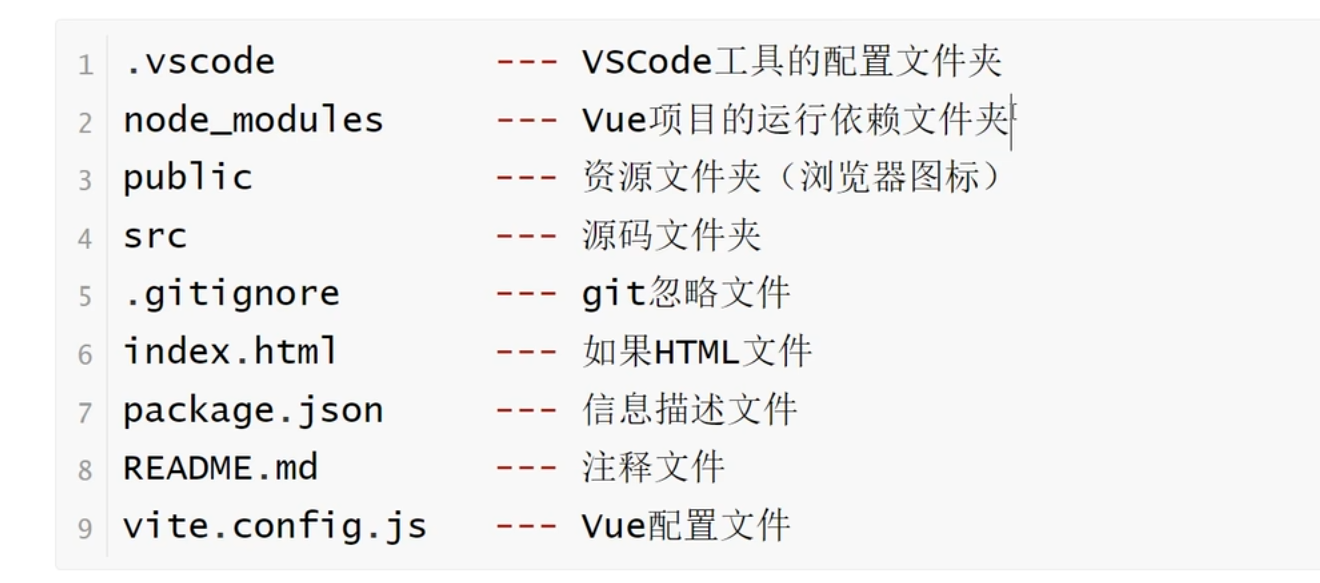 1 .vscode --- VSCode工具的配置文件夹
2 node_modules --- Vue项目的运行依赖文件夹
3 public --- 资源文件夹（浏览器图标）
4 src --- 源码文件夹
5 .gitignore --- git忽略文件
6 index.html --- 如果HTML文件
7 package.json --- 信息描述文件
8 README.md --- 注释文件
9 vite.config.js --- Vue配置文件